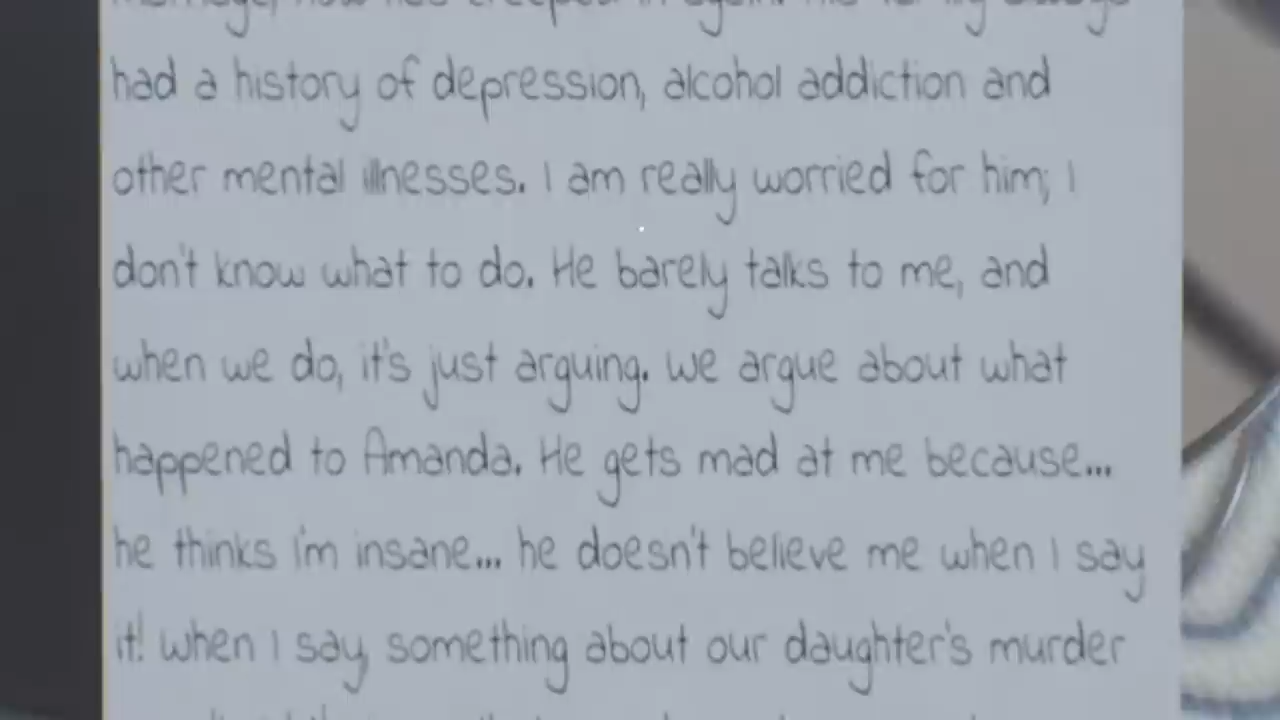 had a history of depression, alcohol addiction and
other mental illnesses. I am really worried for him; I
don't know what to do. He barely talks to me, and
when we do, it's just arguing. We argue about what
happened to Amanda. He gets mad at me because...
he thinks I'm insane... he doesn't believe me when I say
it! When I say something about our daughter's murder